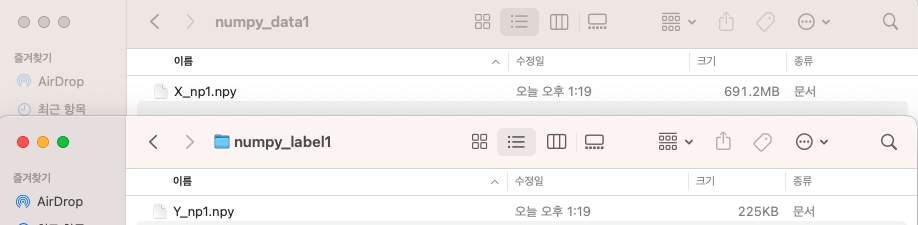 numpy_data1
즐겨찾기
이름 수정일 크기 종류
AirDrop
X_np1.npy 오늘 오후 1:19 691.2MB 문서
최근 항목
numpy_label1
즐겨찾기
이름 수정일 크기 종류
AirDrop
Y_np1.npy 오늘 오후 1:19 225KB 문서